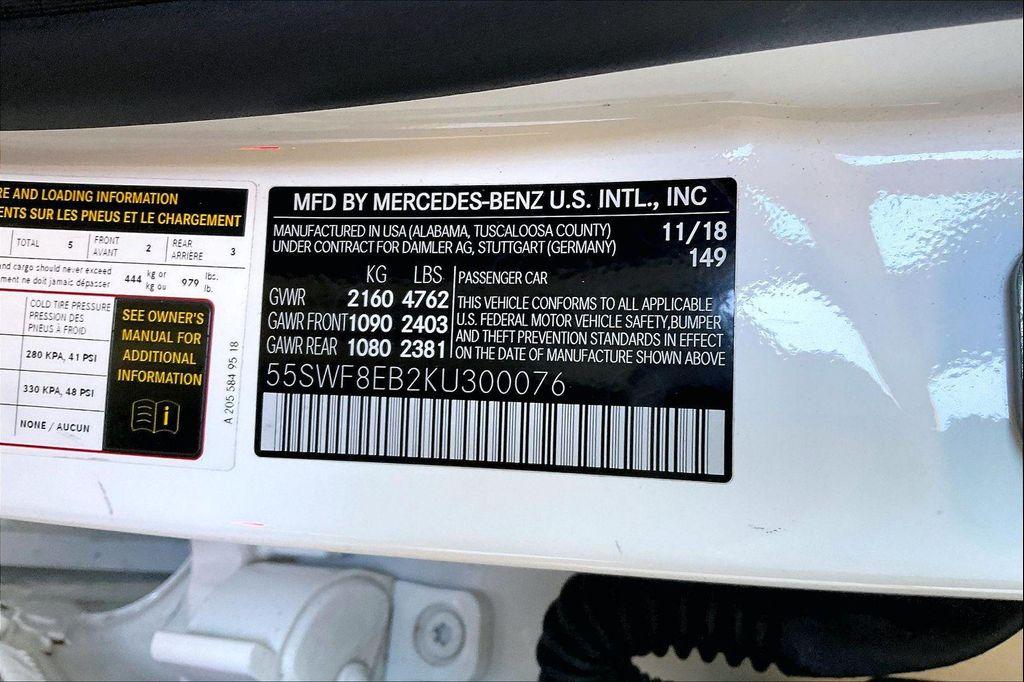 RE AND LOADING INFORMATION
ENTS SUR LES PNEUS ET LE CHARGEMENT
TOTAL 5 FRONT AVANT 2 REAR ARRIÈRE 3
and cargo should never exceed 444 kg or 979 lbs.
ment ne doit jamais dépasser kg ou lb.
COLD TIRE PRESSURE
PRESSION DES
PNEUS À FROID
280 KPA, 41 PSI
330 KPA, 48 PSI
NONE / AUCUN
SEE OWNER'S
MANUAL FOR
ADDITIONAL
INFORMATION
i
A 205 584 95 18
MFD BY MERCEDES-BENZ U.S. INTL., INC
MANUFACTURED IN USA (ALABAMA, TUSCALOOSA COUNTY) 11/18
UNDER CONTRACT FOR DAIMLER AG, STUTTGART (GERMANY) 149
KG LBS
GVWR 2160 4762
GAWR FRONT 1090 2403
GAWR REAR 1080 2381
PASSENGER CAR
THIS VEHICLE CONFORMS TO ALL APPLICABLE
U.S. FEDERAL MOTOR VEHICLE SAFETY, BUMPER
AND THEFT PREVENTION STANDARDS IN EFFECT
ON THE DATE OF MANUFACTURE SHOWN ABOVE
55SWF8EB2KU300076